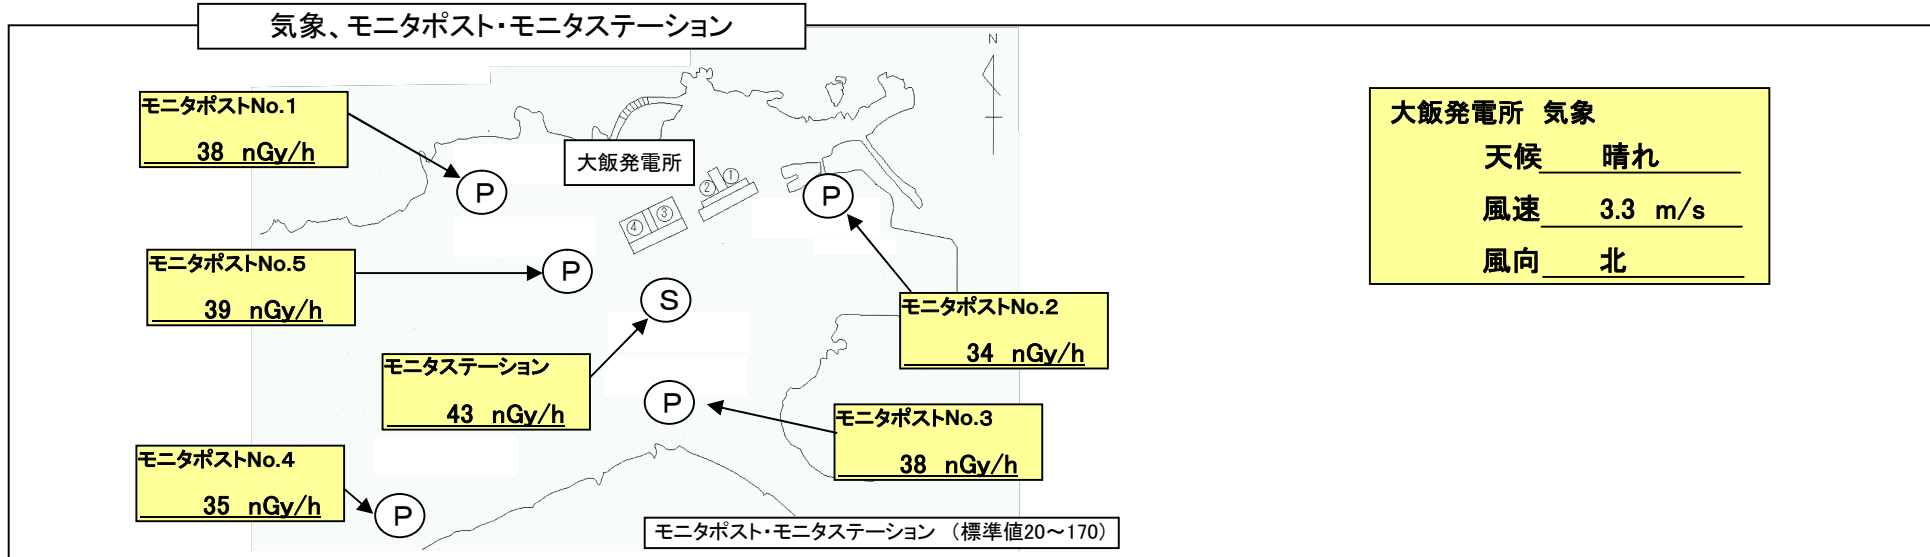 気象、モニタポスト・モニタステーション
N
モニタポストNo.1
38 nGy/h
大飯発電所
P
① ②
③ ④
P
大飯発電所 気象
天候 晴れ
風速 3.3 m/s
風向 北
モニタポストNo.5
39 nGy/h
P
S
モニタポストNo.2
34 nGy/h
モニタステーション
43 nGy/h
P
モニタポストNo.3
38 nGy/h
モニタポストNo.4
35 nGy/h
P
モニタポスト・モニタステーション (標準値20～170)